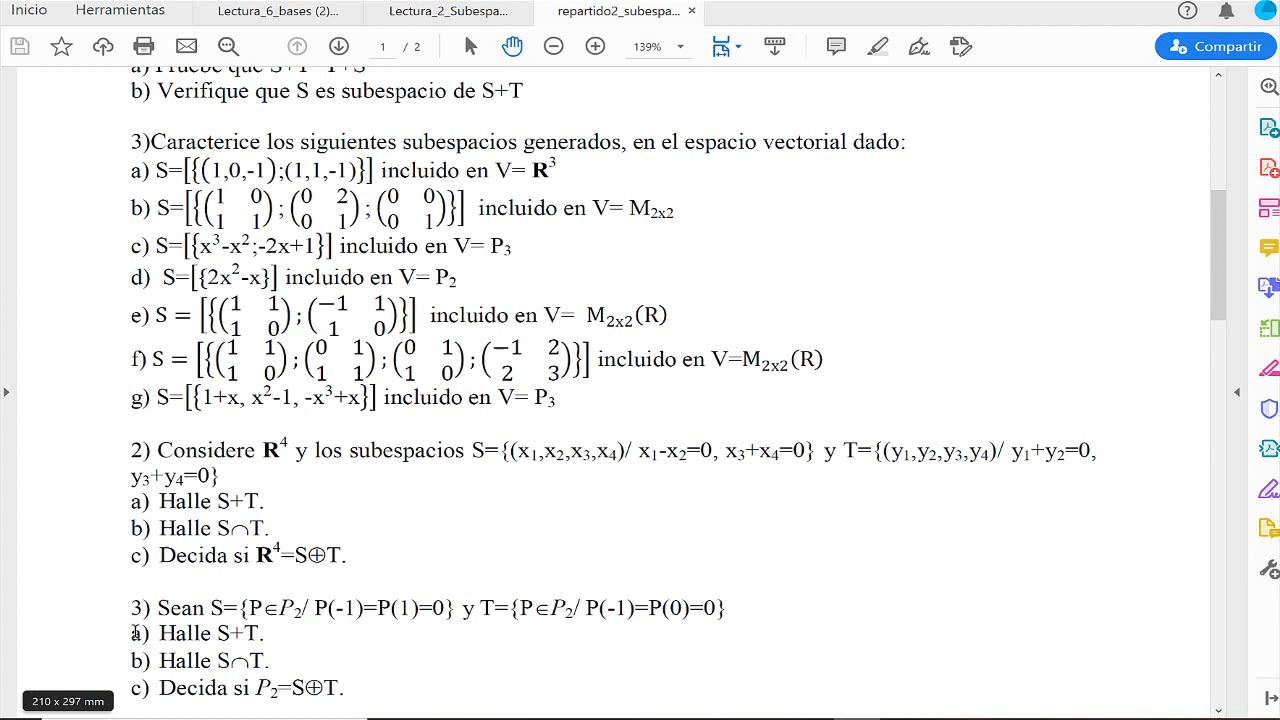 Inicio Herramientas Lectura_6_bases (2)... Lectura_2_Subespa... repartido2_subespa... ×
1 / 2 139% Compartir
a) Pruebe que S+T=T+S
b) Verifique que S es subespacio de S+T
3)Caracterice los siguientes subespacios generados, en el espacio vectorial dado:
a) S=[{(1,0,-1);(1,1,-1)}] incluido en V= R³
b) S=[{(1 0 
1 1);(0 2 
0 1);(0 0 
0 1)}] incluido en V= M₂ₓ₂
c) S=[{x³-x²;-2x+1}] incluido en V= P₃
d) S=[{2x²-x}] incluido en V= P₂
e) S = [{(1 1 
1 0);(−1 1 
1 0)}] incluido en V= M₂ₓ₂(R)
f) S = [{(1 1 
1 0);(0 1 
1 1);(0 1 
1 0);(−1 2 
2 3)}] incluido en V=M₂ₓ₂(R)
g) S=[{1+x, x²-1, -x³+x}] incluido en V= P₃
2) Considere R⁴ y los subespacios S={(x₁,x₂,x₃,x₄)/ x₁-x₂=0, x₃+x₄=0} y T={(y₁,y₂,y₃,y₄)/ y₁+y₂=0,
y₃+y₄=0}
a) Halle S+T.
b) Halle S∩T.
c) Decida si R⁴=S⊕T.
3) Sean S={P∈P₂/ P(-1)=P(1)=0} y T={P∈P₂/ P(-1)=P(0)=0}
a) Halle S+T.
b) Halle S∩T.
c) Decida si P₂=S⊕T.
210 x 297 mm